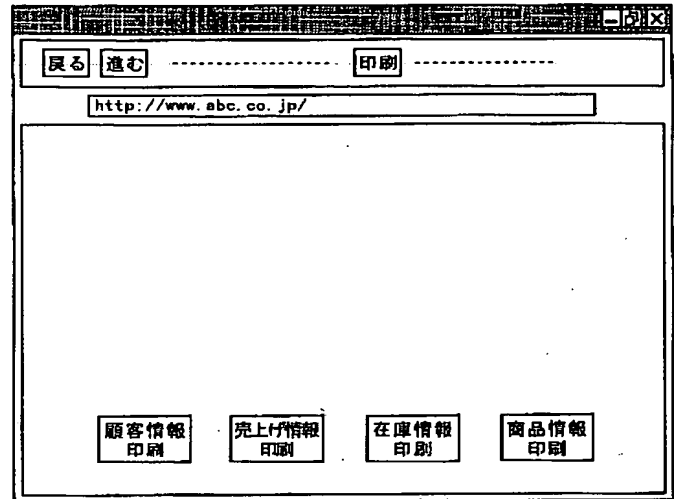 戻る 進む 印刷
http://www.abc.co.jp/
顧客情報 売上げ情報 在庫情報 商品情報
印刷 印刷 印刷 印刷